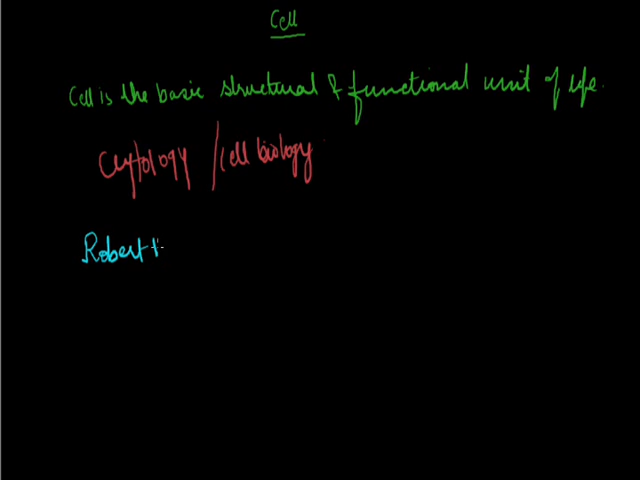 Cell
Cell is the basic structural & functional unit of life.
Cytology / Cell biology
Robert